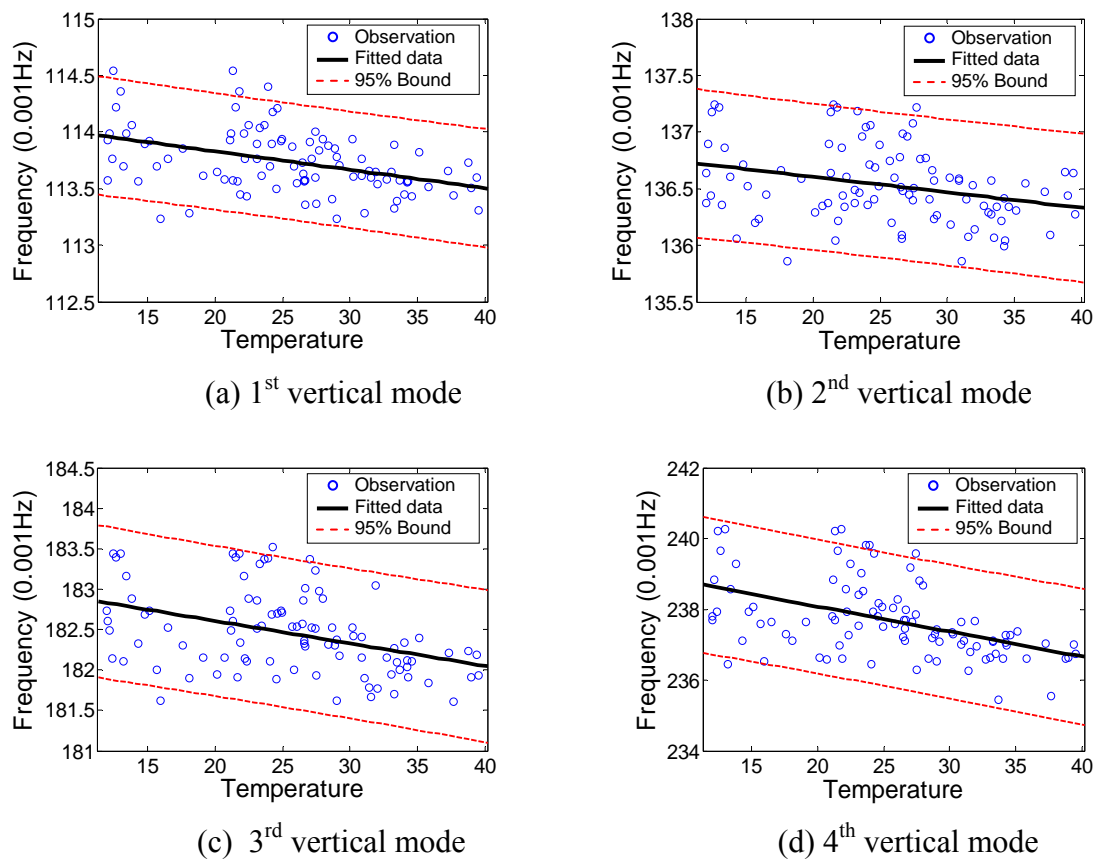 115
114.5
114
113.5
113
112.5
Frequency (0.001Hz)
Observation
Fitted data
95% Bound
15 20 25 30 35 40
Temperature
(a) 1st vertical mode
138
137.5
137
136.5
136
135.5
Frequency (0.001Hz)
Observation
Fitted data
95% Bound
15 20 25 30 35 40
Temperature
(b) 2nd vertical mode
184.5
184
183.5
183
182.5
182
181.5
181
Frequency (0.001Hz)
Observation
Fitted data
95% Bound
15 20 25 30 35 40
Temperature
(c) 3rd vertical mode
242
240
238
236
234
Frequency (0.001Hz)
Observation
Fitted data
95% Bound
15 20 25 30 35 40
Temperature
(d) 4th vertical mode